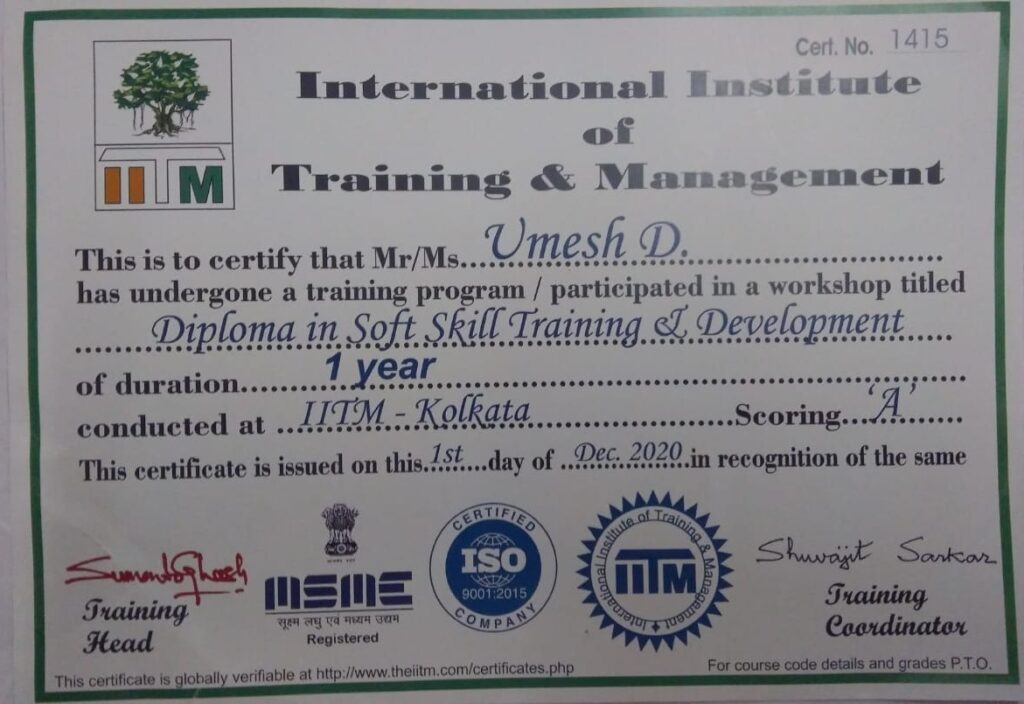 Cert. No. 1415
International Institute
of
Training & Management
IITM
This is to certify that Mr/Ms....Umesh D.
has undergone a training program / participated in a workshop titled
Diploma in Soft Skill Training & Development
of duration....1 year
conducted at ...IITM - Kolkata Scoring...'A'
This certificate is issued on this 1st day of Dec. 2020 in recognition of the same
Training
Head
MSME
सूक्ष्म लघु एवं मध्यम उद्यम
Registered
CERTIFIED
ISO
9001:2015
COMPANY
International Institute of Training & Management
IITM
Shuvajit Sarkar
Training
Coordinator
This certificate is globally verifiable at http://www.theiitm.com/certificates.php
For course code details and grades P.T.O.